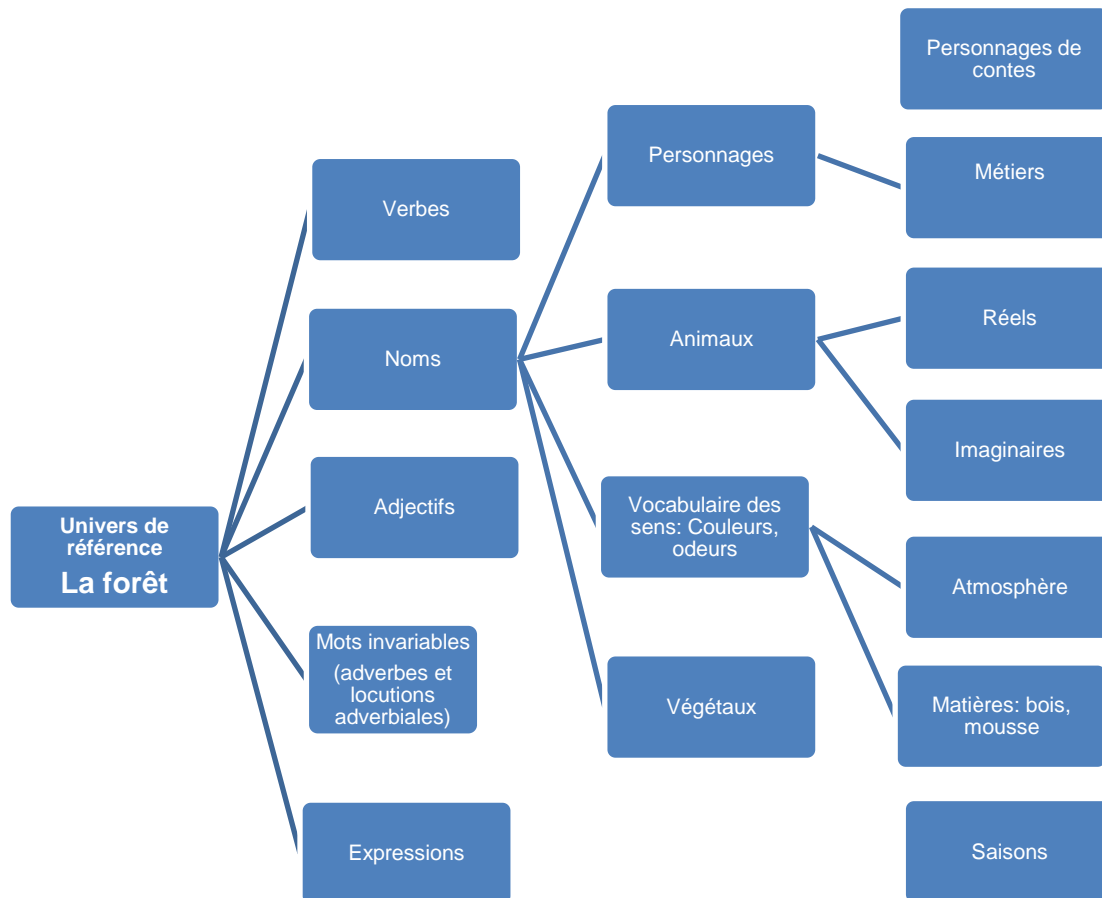 Univers de
référence
La forêt
Verbes
Noms
Adjectifs
Mots invariables
(adverbes et
locutions
adverbiales)
Expressions
Personnages
Animaux
Vocabulaire des
sens: Couleurs,
odeurs
Végétaux
Personnages de
contes
Métiers
Réels
Imaginaires
Atmosphère
Matières: bois,
mousse
Saisons